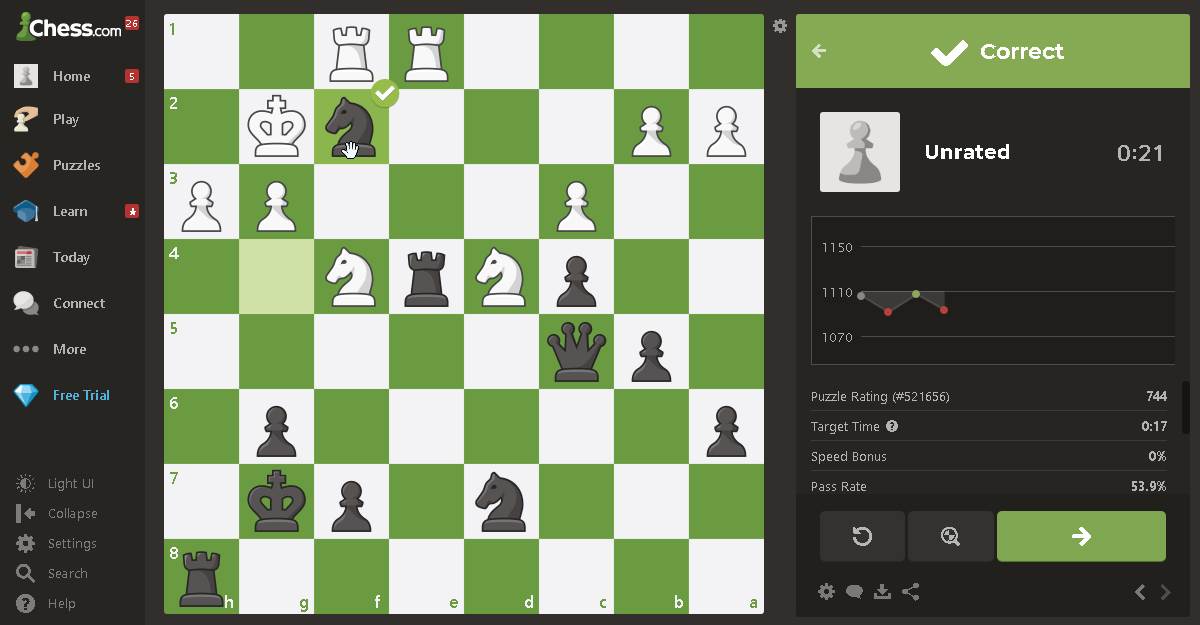 Chess.com 26
Home 5
Play
Puzzles
Learn
Today
Connect
More
Free Trial
Light UI
Collapse
Settings
Search
Help
1
2
3
4
5
6
7
8
h g f e d c b a
Correct
Unrated 0:21
1150
1110
1070
Puzzle Rating (#521656) 744
Target Time ? 0:17
Speed Bonus 0%
Pass Rate 53.9%